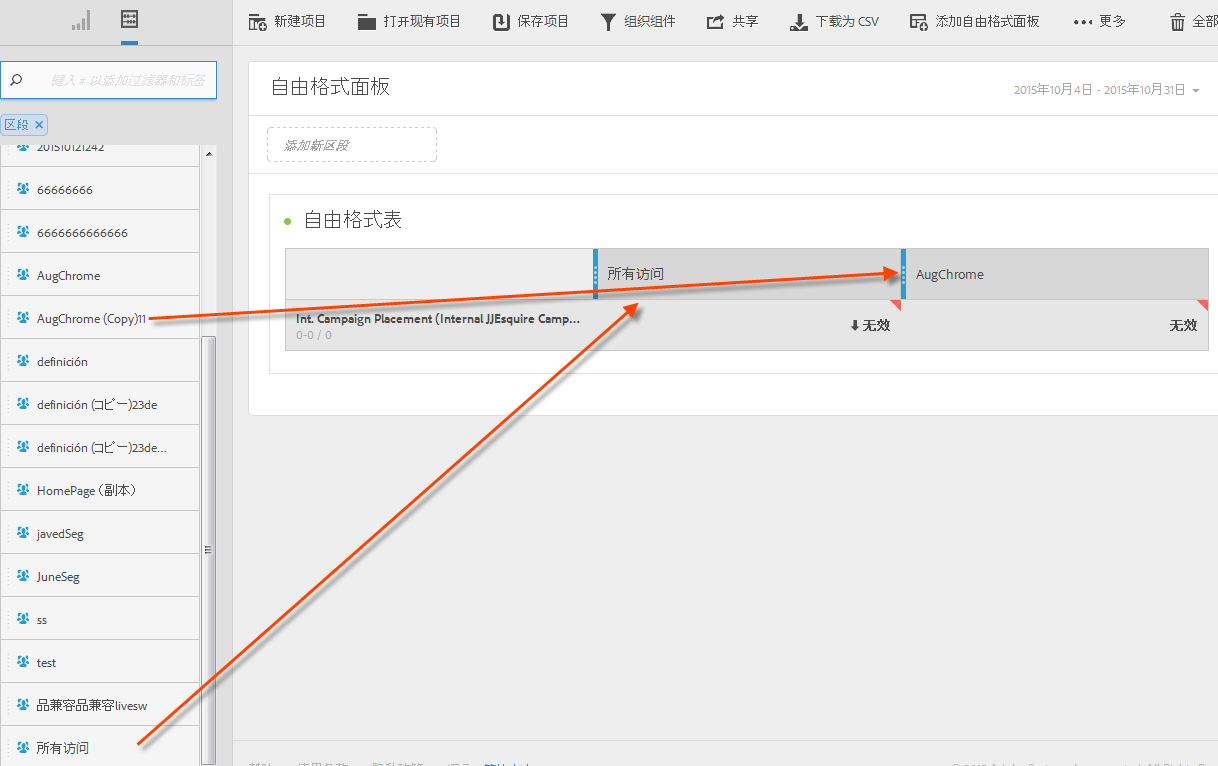 新建项目 打开现有项目 保存项目 组织组件 共享 下载为 CSV 添加自由格式面板 更多 全部
键入 # 以添加过滤器和标签
区段
201510121242
66666666
6666666666666
AugChrome
AugChrome (Copy)11
definición
definición (コピー)23de
definición (コピー)23de...
HomePage (副本)
javedSeg
JuneSeg
ss
test
品兼容品兼容livesw
所有访问
自由格式面板
2015年10月4日 - 2015年10月31日
添加新区段
自由格式表
所有访问 AugChrome
Int. Campaign Placement (Internal JJEsquire Camp...
0-0 / 0
无效 无效